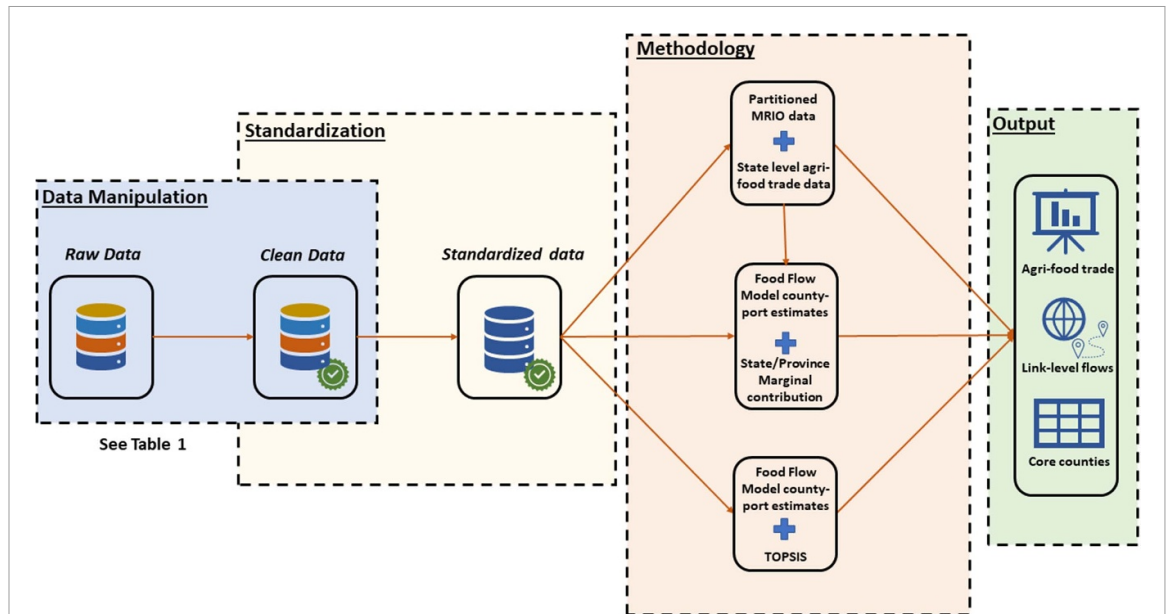 Methodology
Standardization
Output
Data Manipulation
Raw Data
Clean Data
Standardized data
See Table 1
Partitioned
MRIO data
State level agri-
food trade data
Food Flow
Model county-
port estimates
State/Province
Marginal
contribution
Food Flow
Model county-
port estimates
TOPSIS
Agri-food trade
Link-level flows
Core counties